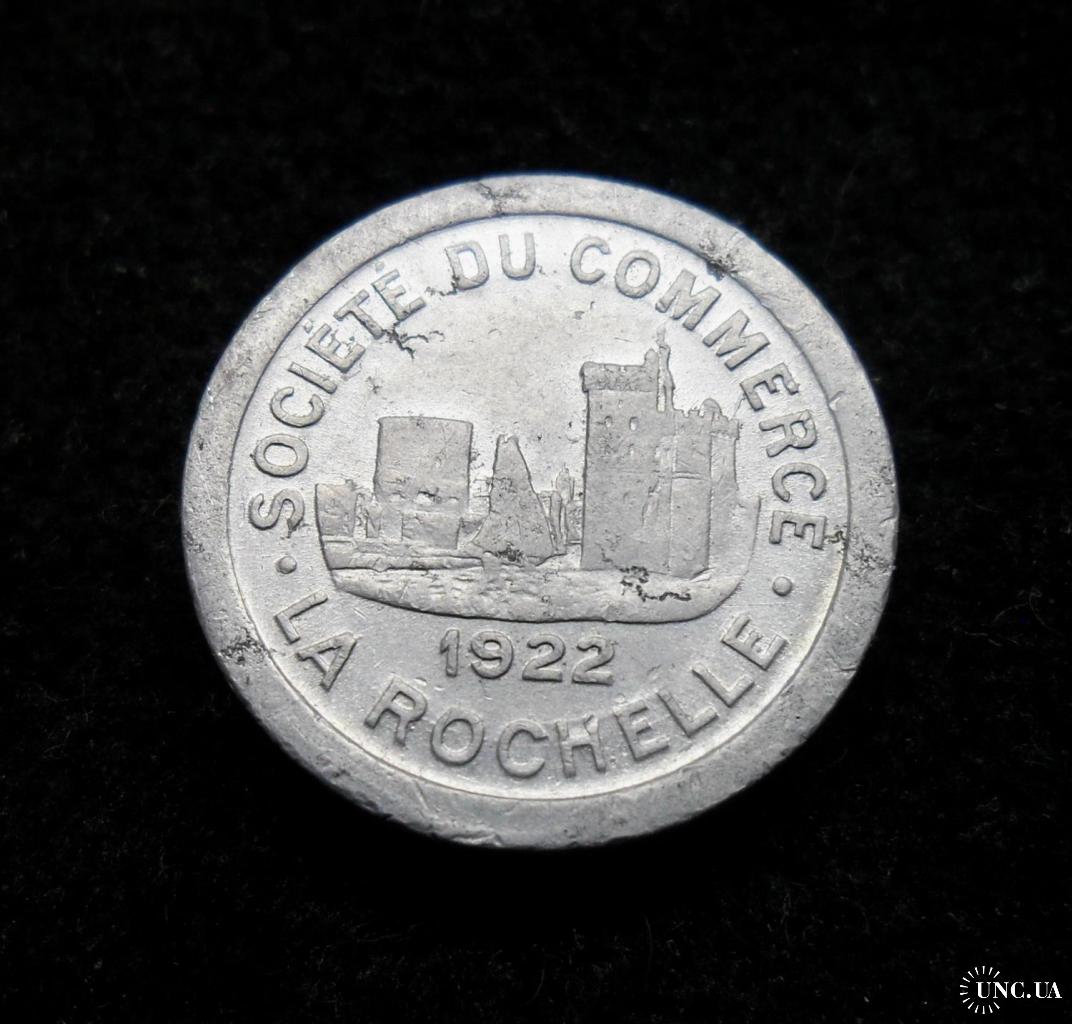 SOCIÉTÉ DU COMMERCE
1922
· LA ROCHELLE ·
UNC.UA